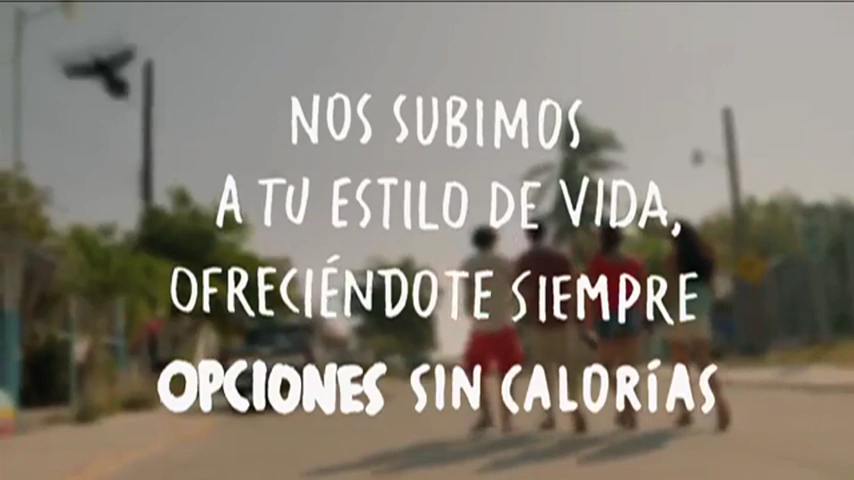 NOS SUBIMOS
A TU ESTILO DE VIDA,
OFRECIÉNDOTE SIEMPRE
OPCIONES SIN CALORÍAS